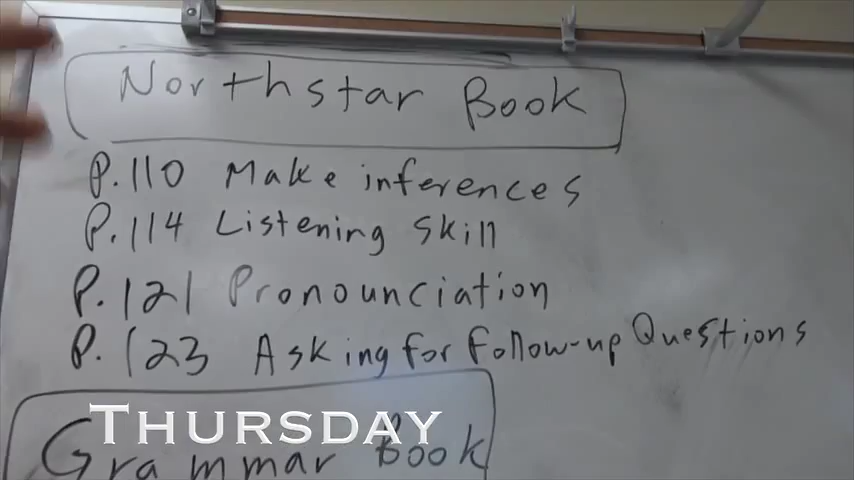 Northstar Book
P.110 Make inferences
P.114 Listening Skill
P.121 Pronounciation
P.123 Asking for Follow-up Questions
Grammar Book
THURSDAY